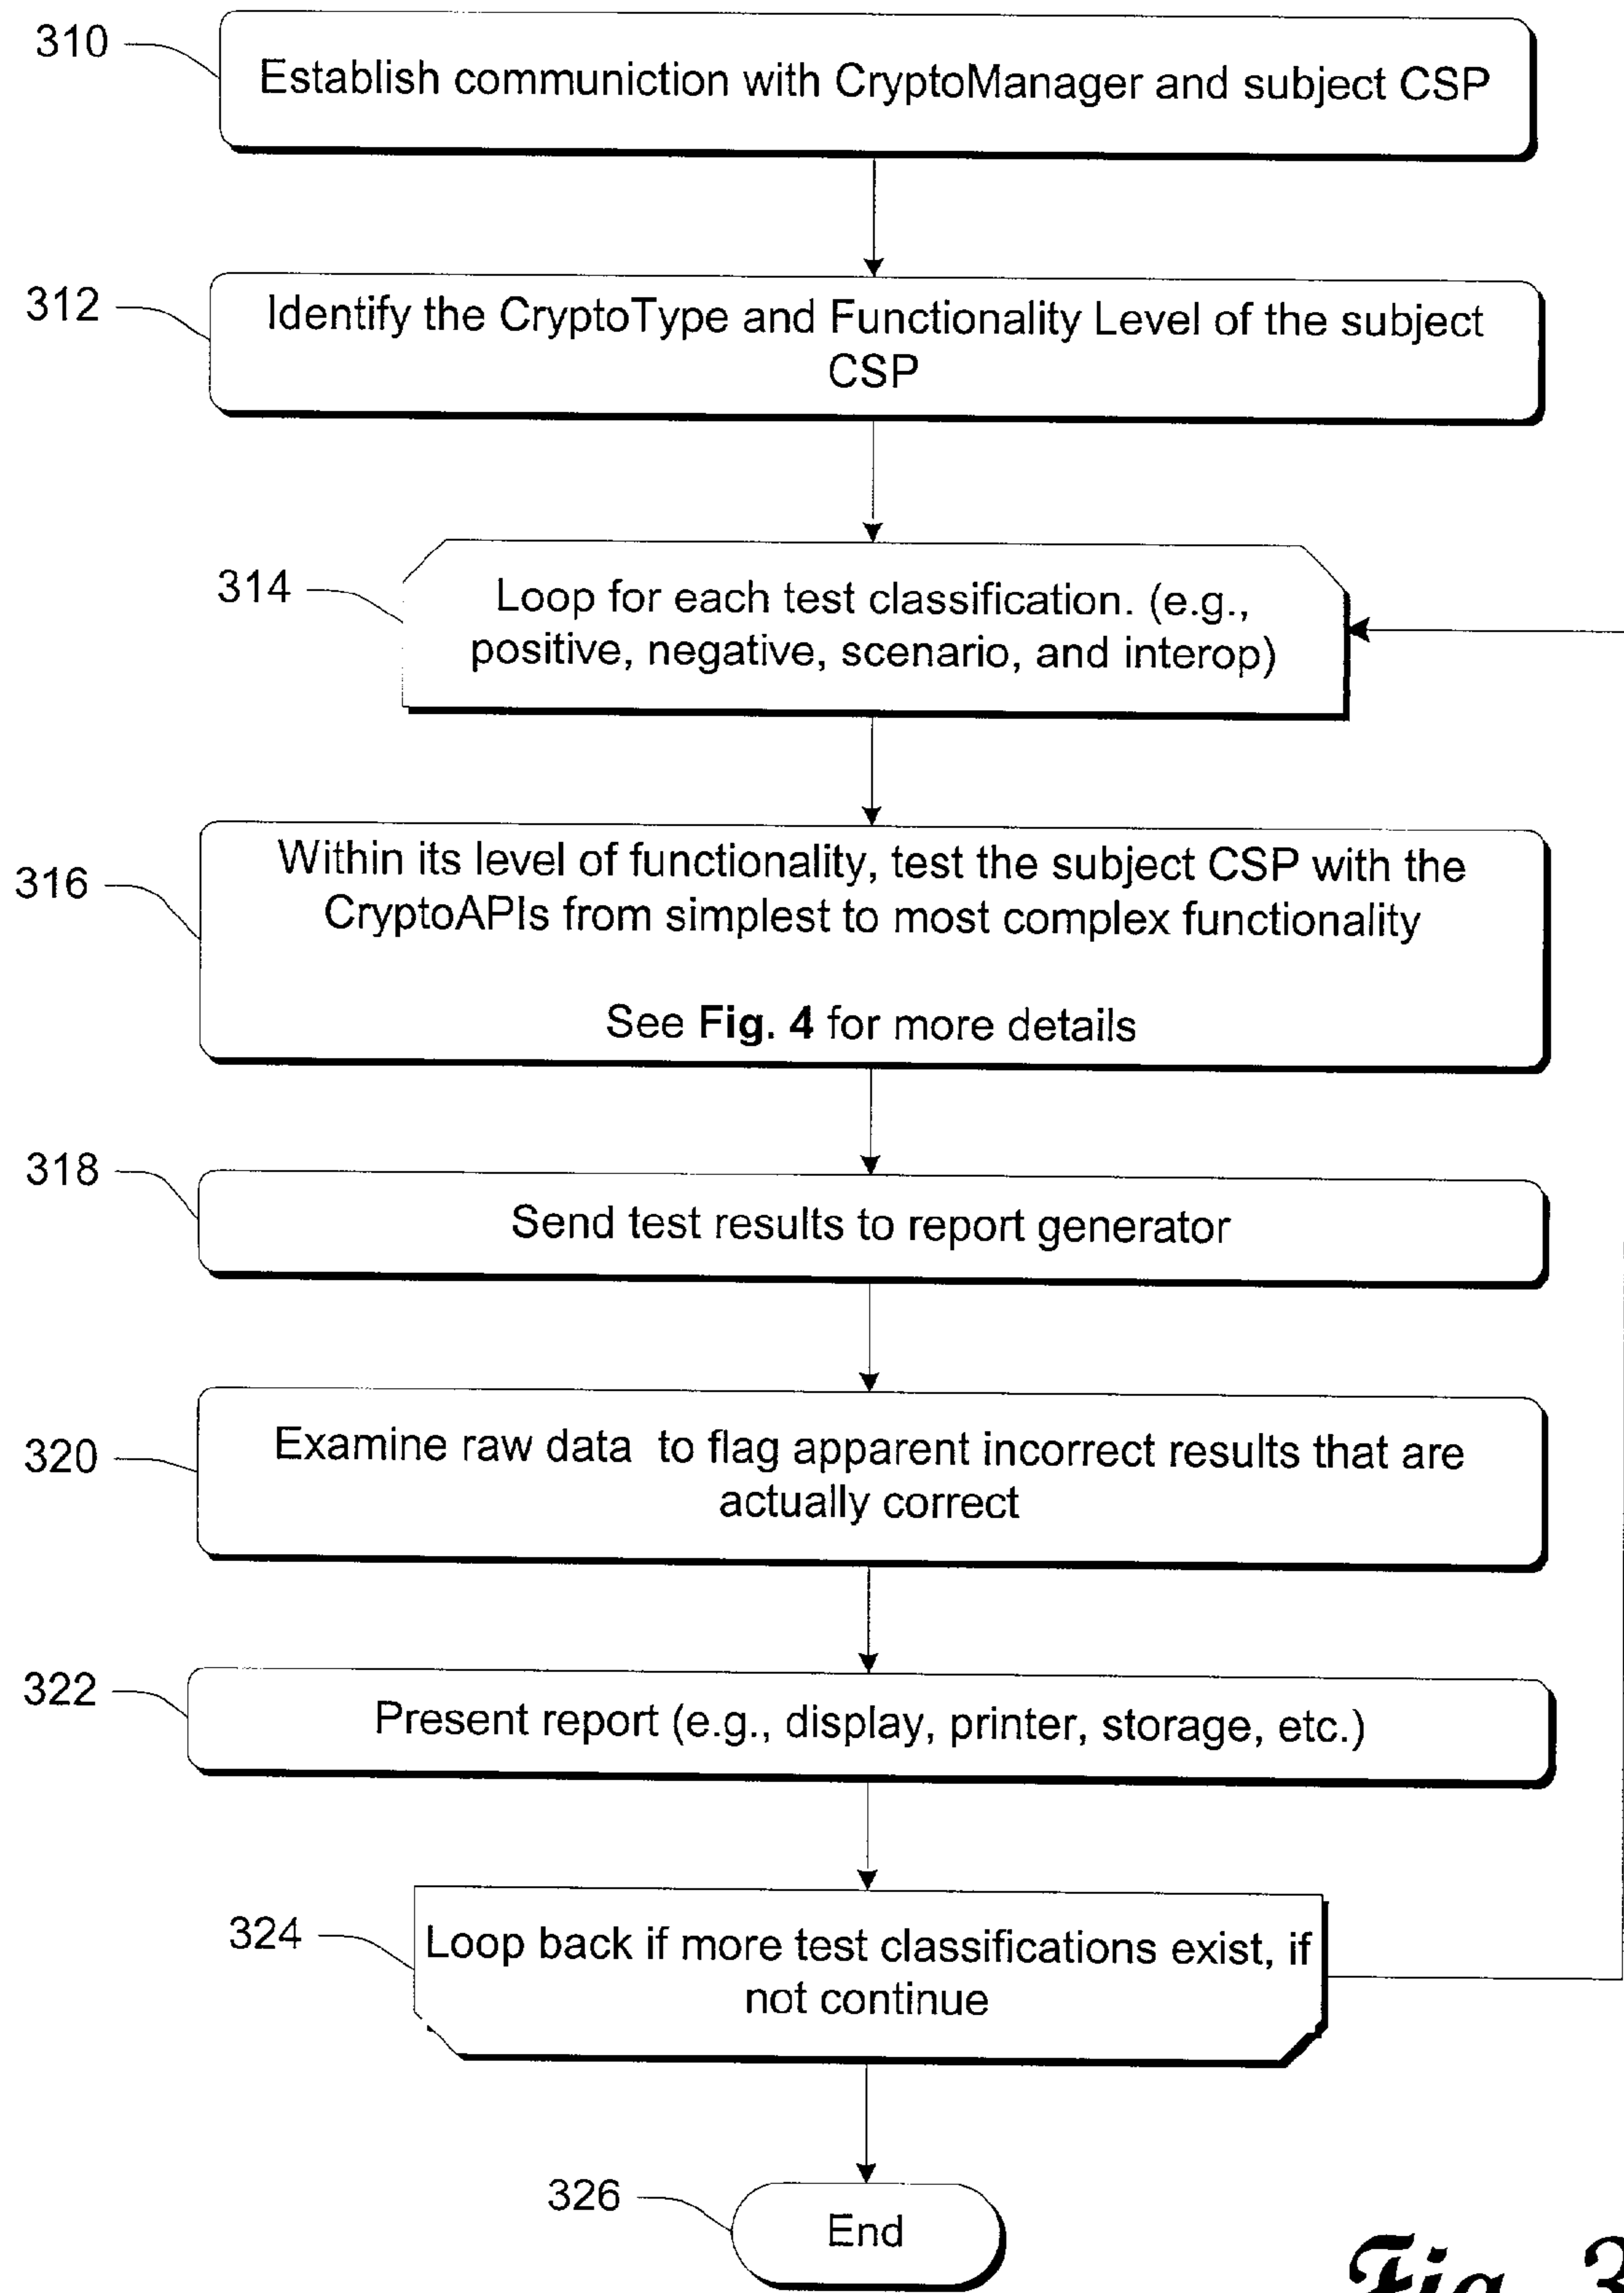 310
Establish communiction with CryptoManager and subject CSP
312
Identify the CryptoType and Functionality Level of the subject
CSP
314
Loop for each test classification. (e.g.,
positive, negative, scenario, and interop)
316
Within its level of functionality, test the subject CSP with the
CryptoAPIs from simplest to most complex functionality
See Fig. 4 for more details
318
Send test results to report generator
320
Examine raw data to flag apparent incorrect results that are
actually correct
322
Present report (e.g., display, printer, storage, etc.)
324
Loop back if more test classifications exist, if
not continue
326
End
Fig. 3